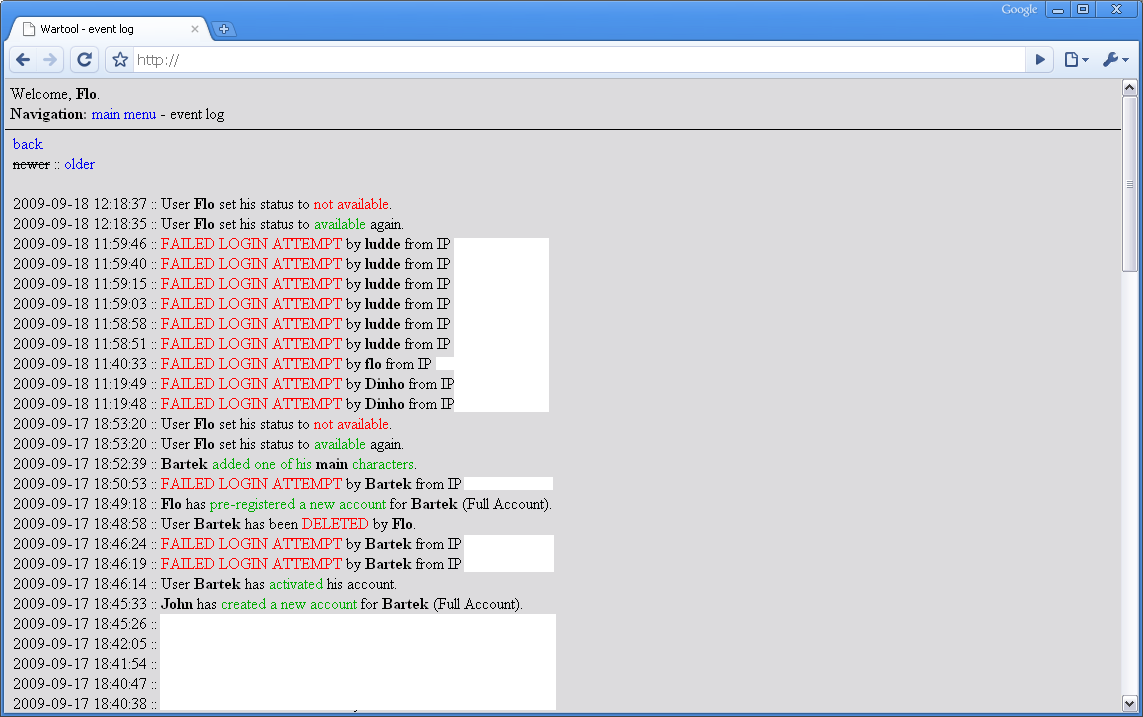 Google
Wartool - event log
http://
Welcome, Flo.
Navigation: main menu - event log
back
newer :: older
2009-09-18 12:18:37 :: User Flo set his status to not available.
2009-09-18 12:18:35 :: User Flo set his status to available again.
2009-09-18 11:59:46 :: FAILED LOGIN ATTEMPT by ludde from IP
2009-09-18 11:59:40 :: FAILED LOGIN ATTEMPT by ludde from IP
2009-09-18 11:59:15 :: FAILED LOGIN ATTEMPT by ludde from IP
2009-09-18 11:59:03 :: FAILED LOGIN ATTEMPT by ludde from IP
2009-09-18 11:58:58 :: FAILED LOGIN ATTEMPT by ludde from IP
2009-09-18 11:58:51 :: FAILED LOGIN ATTEMPT by ludde from IP
2009-09-18 11:40:33 :: FAILED LOGIN ATTEMPT by flo from IP
2009-09-18 11:19:49 :: FAILED LOGIN ATTEMPT by Dinho from IP
2009-09-18 11:19:48 :: FAILED LOGIN ATTEMPT by Dinho from IP
2009-09-17 18:53:20 :: User Flo set his status to not available.
2009-09-17 18:53:20 :: User Flo set his status to available again.
2009-09-17 18:52:39 :: Bartek added one of his main characters.
2009-09-17 18:50:53 :: FAILED LOGIN ATTEMPT by Bartek from IP
2009-09-17 18:49:18 :: Flo has pre-registered a new account for Bartek (Full Account).
2009-09-17 18:48:58 :: User Bartek has been DELETED by Flo.
2009-09-17 18:46:24 :: FAILED LOGIN ATTEMPT by Bartek from IP
2009-09-17 18:46:19 :: FAILED LOGIN ATTEMPT by Bartek from IP
2009-09-17 18:46:14 :: User Bartek has activated his account.
2009-09-17 18:45:33 :: John has created a new account for Bartek (Full Account).
2009-09-17 18:45:26 ::
2009-09-17 18:42:05 ::
2009-09-17 18:41:54 ::
2009-09-17 18:40:47 ::
2009-09-17 18:40:38 ::